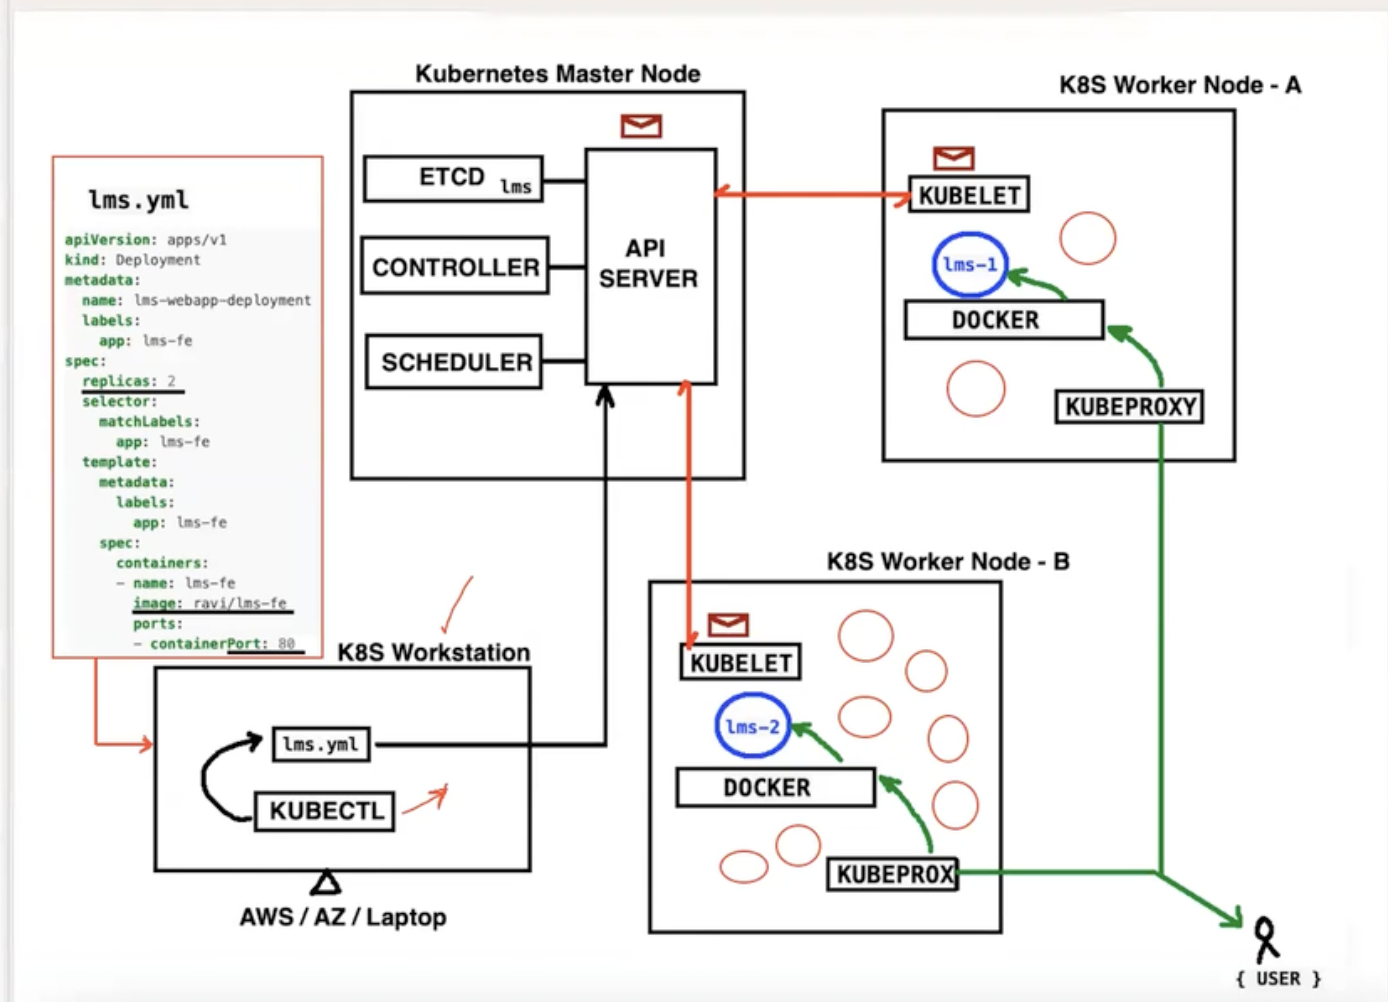 Kubernetes Master Node
K8S Worker Node - A
lms.yml
apiVersion: apps/v1
kind: Deployment
metadata:
name: lms-webapp-deployment
labels:
app: lms-fe
spec:
replicas: 2
selector:
matchLabels:
app: lms-fe
template:
metadata:
labels:
app: lms-fe
spec:
containers:
- name: lms-fe
image: ravi/lms-fe
ports:
- containerPort: 80
ETCD lms
CONTROLLER
SCHEDULER
API
SERVER
KUBELET
lms-1
DOCKER
KUBEPROXY
K8S Worker Node - B
KUBELET
lms-2
DOCKER
KUBEPROX
K8S Workstation
lms.yml
KUBECTL
AWS / AZ / Laptop
{ USER }